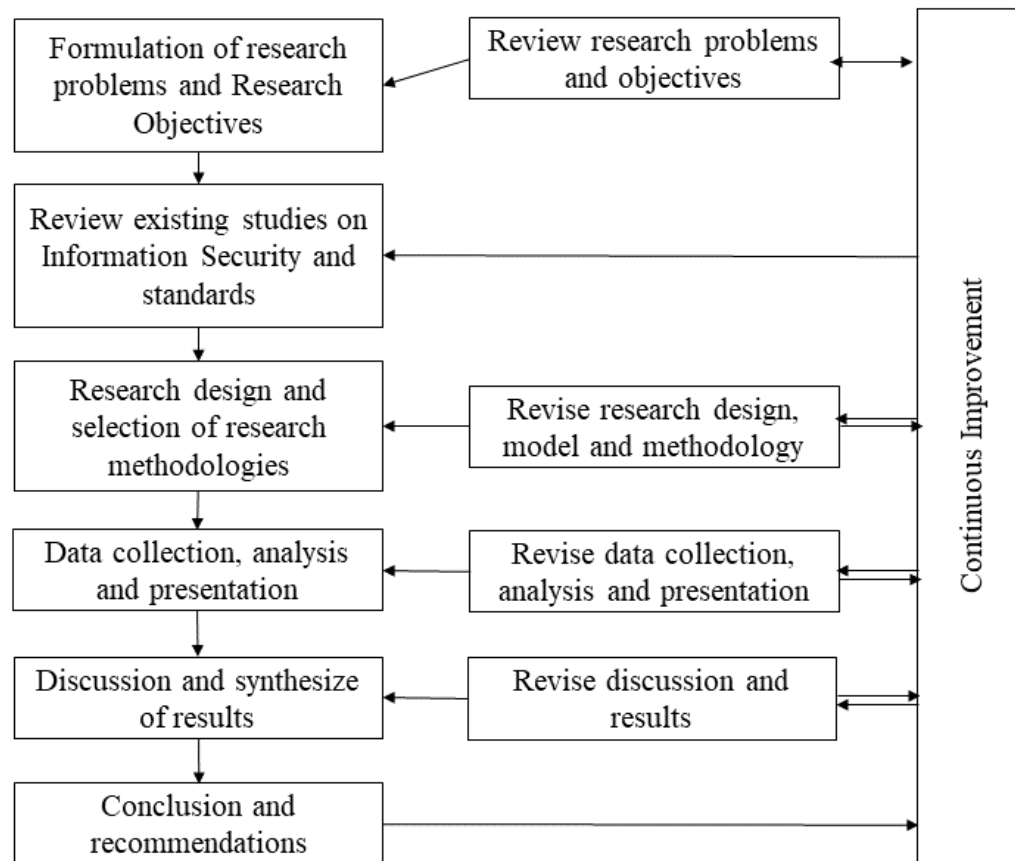 Formulation of research
problems and Research
Objectives
Review research problems
and objectives
Review existing studies on
Information Security and
standards
Research design and
selection of research
methodologies
Revise research design,
model and methodology
Data collection, analysis
and presentation
Revise data collection,
analysis and presentation
Discussion and synthesize
of results
Revise discussion and
results
Conclusion and
recommendations
Continuous Improvement